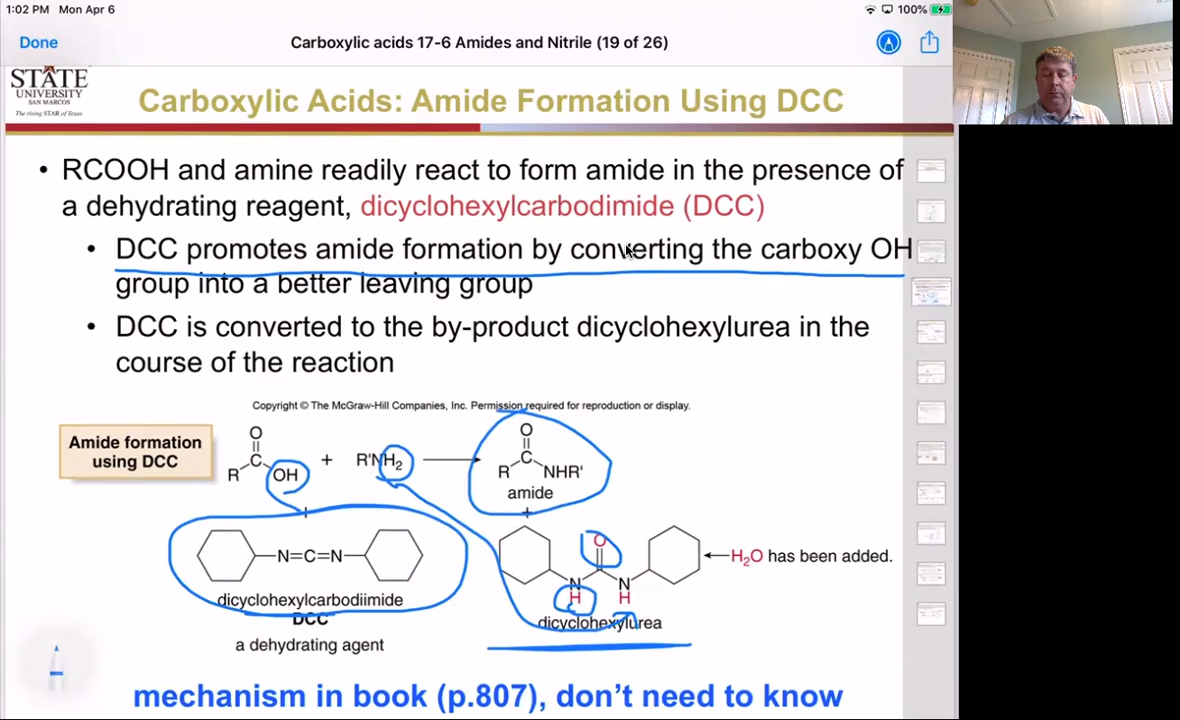 1:02 PM Mon Apr 6
100%
Done
Carboxylic acids 17-6 Amides and Nitrile (19 of 26)
STATE
UNIVERSITY
SAN MARCOS
The rising STAR of Texas
Carboxylic Acids: Amide Formation Using DCC
• RCOOH and amine readily react to form amide in the presence of
a dehydrating reagent, dicyclohexylcarbodimide (DCC)
• DCC promotes amide formation by converting the carboxy OH
group into a better leaving group
• DCC is converted to the by-product dicyclohexylurea in the
course of the reaction
Copyright © The McGraw-Hill Companies, Inc. Permission required for reproduction or display.
Amide formation
using DCC
O
C
R
OH
+
R'NH2
O
C
R
NHR'
amide
+
+
N=C=N
O
N
H
N
H
H2O has been added.
dicyclohexylcarbodiimide
DCC
a dehydrating agent
dicyclohexylurea
mechanism in book (p.807), don't need to know